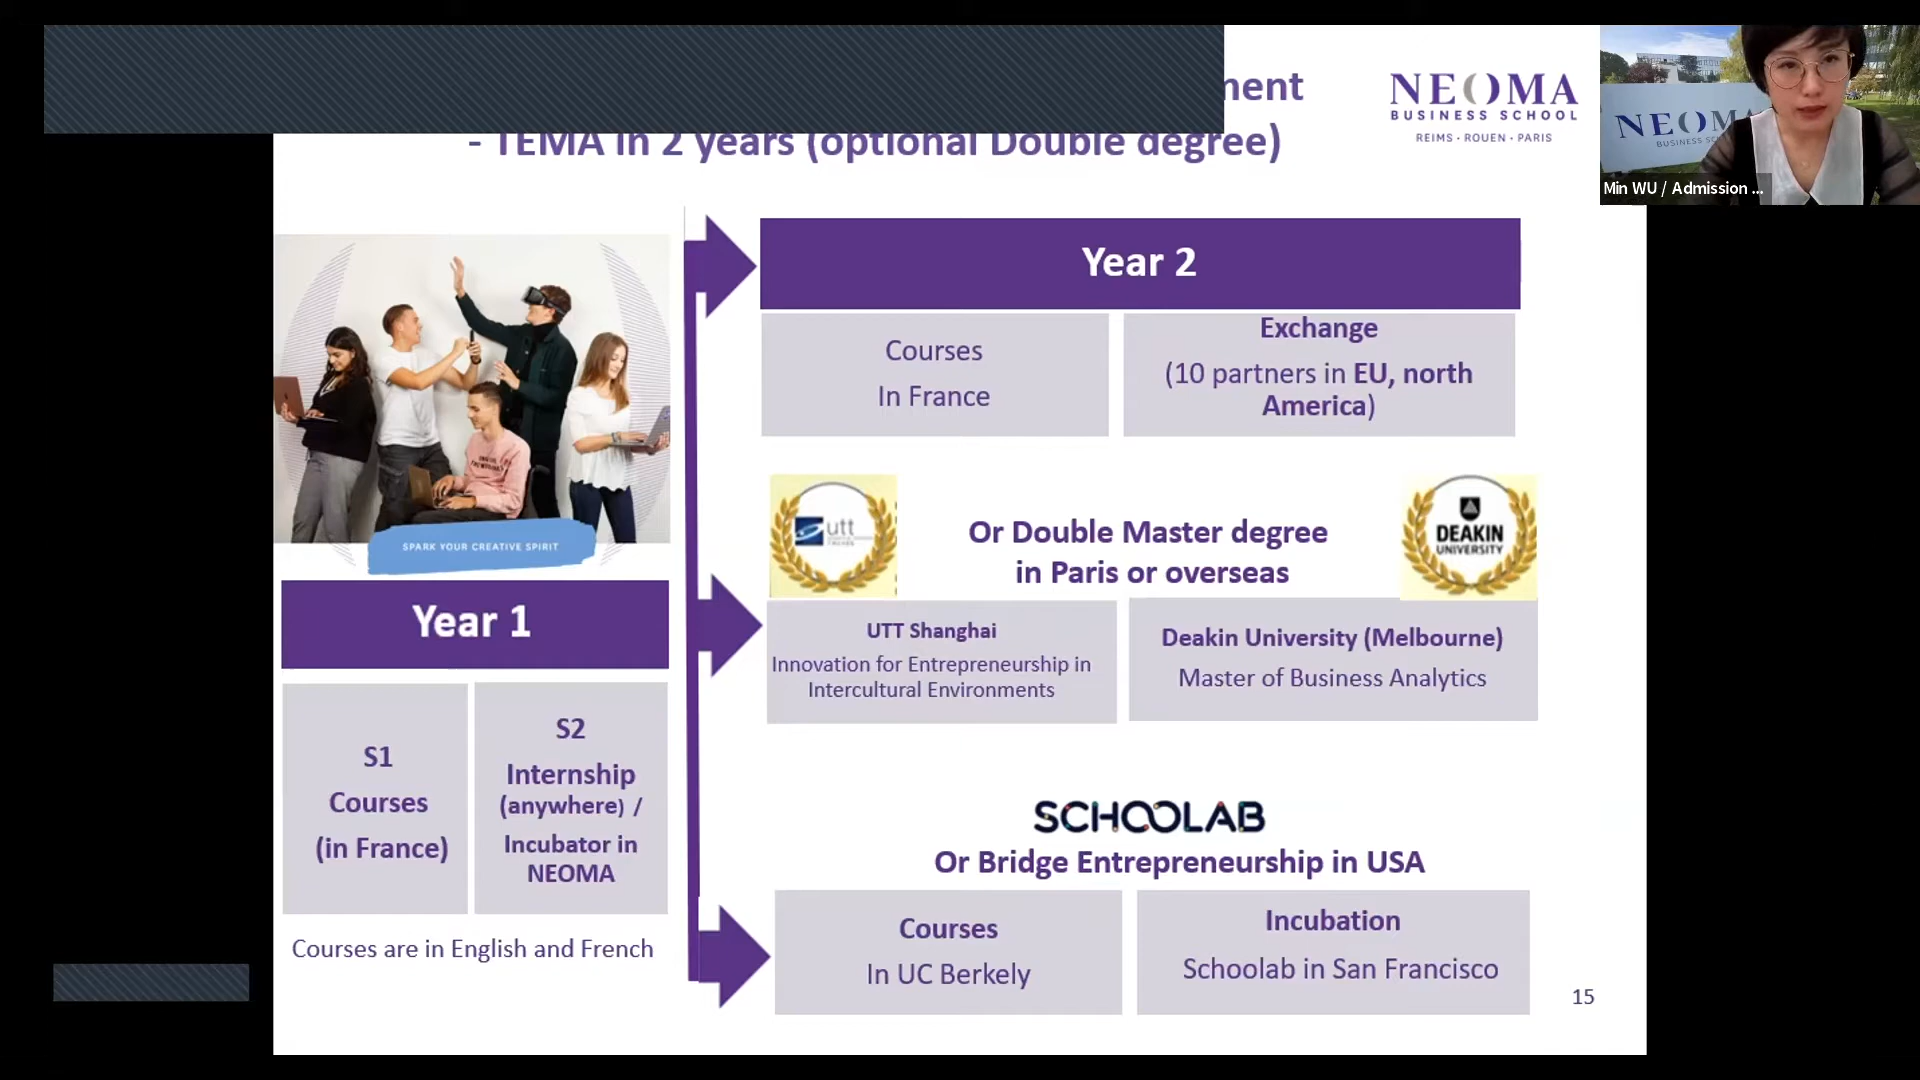 ment
- TEMA in 2 years (optional Double degree)
NEOMA
BUSINESS SCHOOL
REIMS • ROUEN • PARIS
NEOMA
BUSINESS
Min WU / Admission ...
SPARK YOUR CREATIVE SPIRIT
Year 1
S1
Courses
(in France)
S2
Internship
(anywhere) /
Incubator in
NEOMA
Courses are in English and French
Year 2
Courses
In France
Exchange
(10 partners in EU, north
America)
utt
Or Double Master degree
in Paris or overseas
DEAKIN
UNIVERSITY
UTT Shanghai
Innovation for Entrepreneurship in
Intercultural Environments
Deakin University (Melbourne)
Master of Business Analytics
SCHOOLAB
Or Bridge Entrepreneurship in USA
Courses
In UC Berkely
Incubation
Schoolab in San Francisco
15